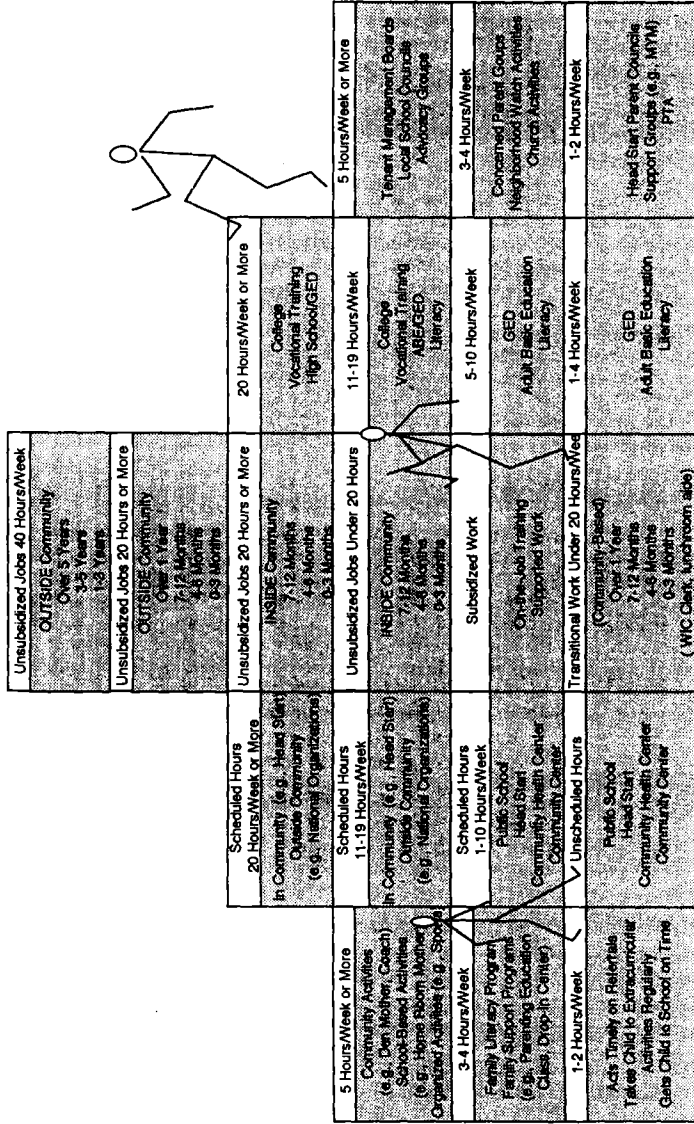 5 Hours/Week or More
Community Activities
(e.g., Den Mother, Coach)
School-Based Activities
(e.g., Home Room Mother)
Organized Activities (e.g., Sports)
3-4 Hours/Week
Family Literacy Program
Family Support Programs
(e.g., Parenting Education
Class, Drop-in Center)
1-2 Hours/Week
Acts Timely on Referrals
Takes Child to Extracurricular
Activities Regularly
Gets Child to School on Time
Scheduled Hours
20 Hours/Week or More
In Community (e.g., Head Start)
Outside Community
(e.g., National Organizations)
Scheduled Hours
11-19 Hours/Week
In Community (e.g., Head Start)
Outside Community
(e.g., National Organizations)
Scheduled Hours
1-10 Hours/Week
Public School
Head Start
Community Health Center
Community Center
Unscheduled Hours
Public School
Head Start
Community Health Center
Community Center
Unsubsidized Jobs 40 Hours/Week
OUTSIDE Community
Over 5 Years
3-5 Years
1-3 Years
Unsubsidized Jobs 20 Hours or More
OUTSIDE Community
Over 1 Year
7-12 Months
4-6 Months
0-3 Months
Unsubsidized Jobs 20 Hours or More
INSIDE Community
7-12 Months
4-6 Months
0-3 Months
Unsubsidized Jobs Under 20 Hours
INSIDE Community
7-12 Months
4-6 Months
0-3 Months
Subsidized Work
On-the-Job Training
Supported Work
Transitional Work Under 20 Hours/Week
(Community-Based)
Over 1 Year
7-12 Months
4-6 Months
0-3 Months
( WIC Clerk, lunchroom aide)
20 Hours/Week or More
College
Vocational Training
High School/GED
11-19 Hours/Week
College
Vocational Training
ABE/GED
Literacy
5-10 Hours/Week
GED
Adult Basic Education
Literacy
1-4 Hours/Week
GED
Adult Basic Education
Literacy
5 Hours/Week or More
Tenant Management Boards
Local School Councils
Advocacy Groups
3-4 Hours/Week
Concerned Parent Goups
Neighborhood Watch Activities
Church Activities
1-2 Hours/Week
Head Start Parent Councils
Support Groups (e.g., MYM)
PTA